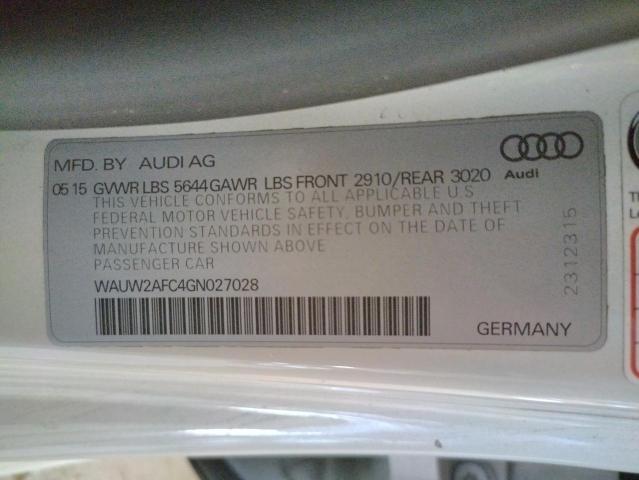 MFD. BY AUDI AG
05 15 GVWR LBS 5644 GAWR LBS FRONT 2910/REAR 3020
Audi
THIS VEHICLE CONFORMS TO ALL APPLICABLE U.S
FEDERAL MOTOR VEHICLE SAFETY, BUMPER AND THEFT
PREVENTION STANDARDS IN EFFECT ON THE DATE OF
MANUFACTURE SHOWN ABOVE
PASSENGER CAR
WAUW2AFC4GN027028
2312315
GERMANY